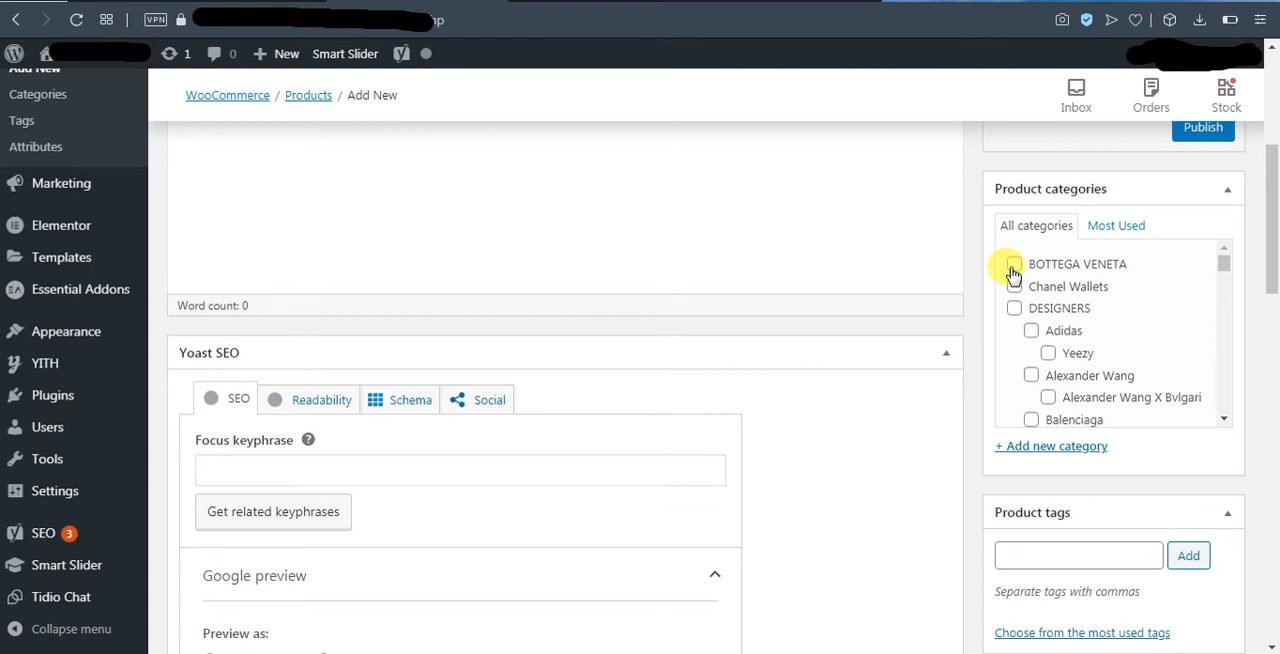 VPN
p
1
0
New
Smart Slider
Add New
Categories
Tags
Attributes
Marketing
Elementor
Templates
Essential Addons
Appearance
YITH
Plugins
Users
Tools
Settings
SEO 3
Smart Slider
Tidio Chat
Collapse menu
WooCommerce / Products / Add New
Inbox
Orders
Stock
Word count: 0
Yoast SEO
SEO
Readability
Schema
Social
Focus keyphrase
Get related keyphrases
Google preview
Preview as:
Publish
Product categories
All categories
Most Used
BOTTEGA VENETA
Chanel Wallets
DESIGNERS
Adidas
Yeezy
Alexander Wang
Alexander Wang X Bvlgari
Balenciaga
+ Add new category
Product tags
Add
Separate tags with commas
Choose from the most used tags